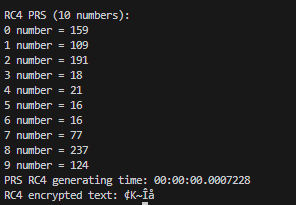 RC4 PRS (10 numbers):
0 number = 159
1 number = 109
2 number = 191
3 number = 18
4 number = 21
5 number = 16
6 number = 16
7 number = 77
8 number = 237
9 number = 124
PRS RC4 generating time: 00:00:00.0007228
RC4 encrypted text: ¢K~Îå